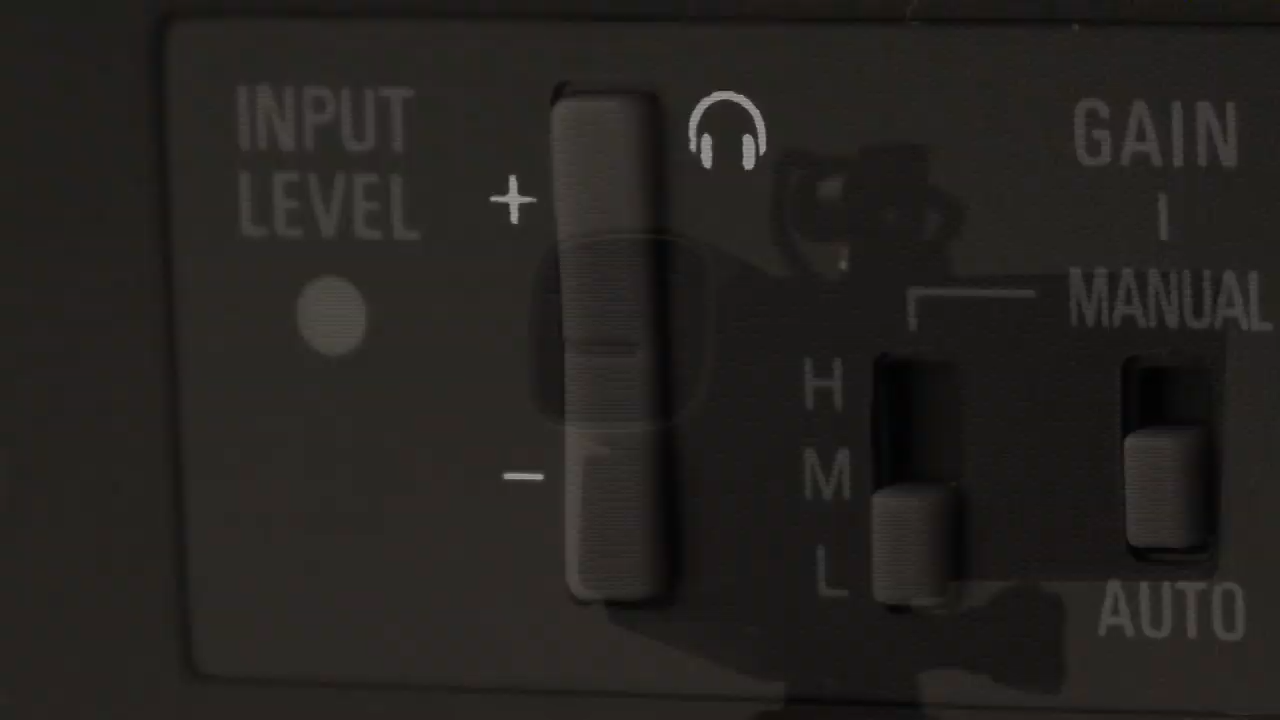 INPUT
LEVEL
+
-
GAIN
MANUAL
H
M
L
AUTO